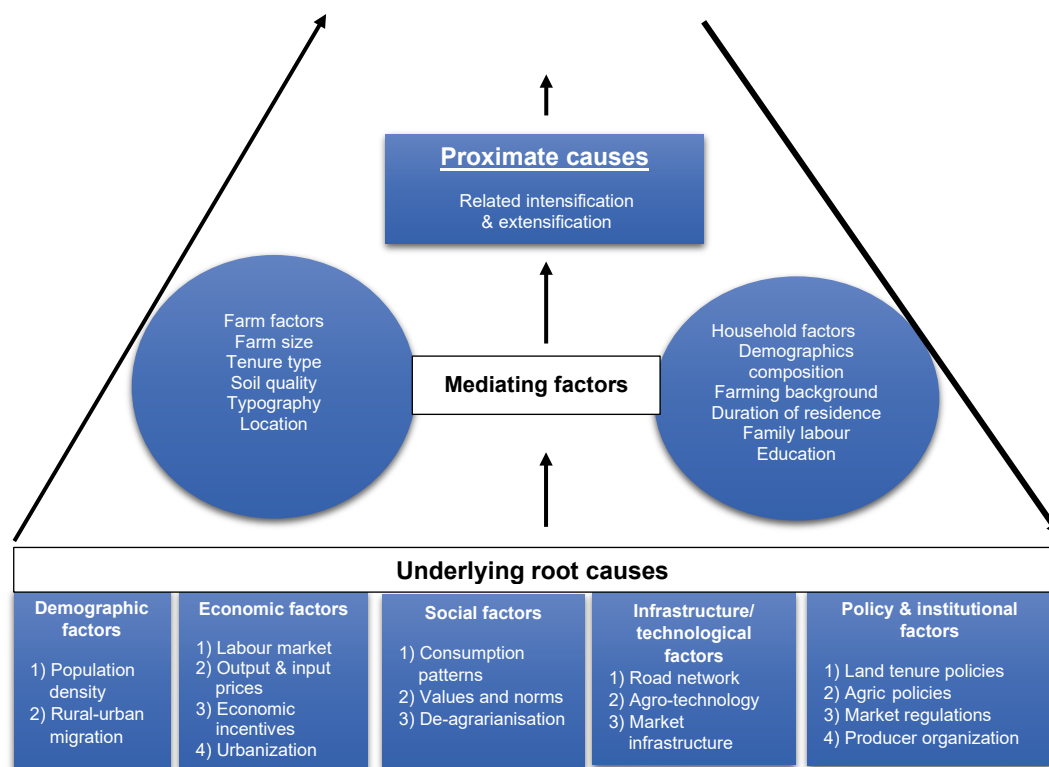 Proximate causes
Related intensification
& extensification
Farm factors
Farm size
Tenure type
Soil quality
Typography
Location
Mediating factors
Household factors
Demographics
composition
Farming background
Duration of residence
Family labour
Education
Underlying root causes
Demographic
factors
1) Population
density
2) Rural-urban
migration
Economic factors
1) Labour market
2) Output & input
prices
3) Economic
incentives
4) Urbanization
Social factors
1) Consumption
patterns
2) Values and norms
3) De-agrarianisation
Infrastructure/
technological
factors
1) Road network
2) Agro-technology
3) Market
infrastructure
Policy & institutional
factors
1) Land tenure policies
2) Agric policies
3) Market regulations
4) Producer organization